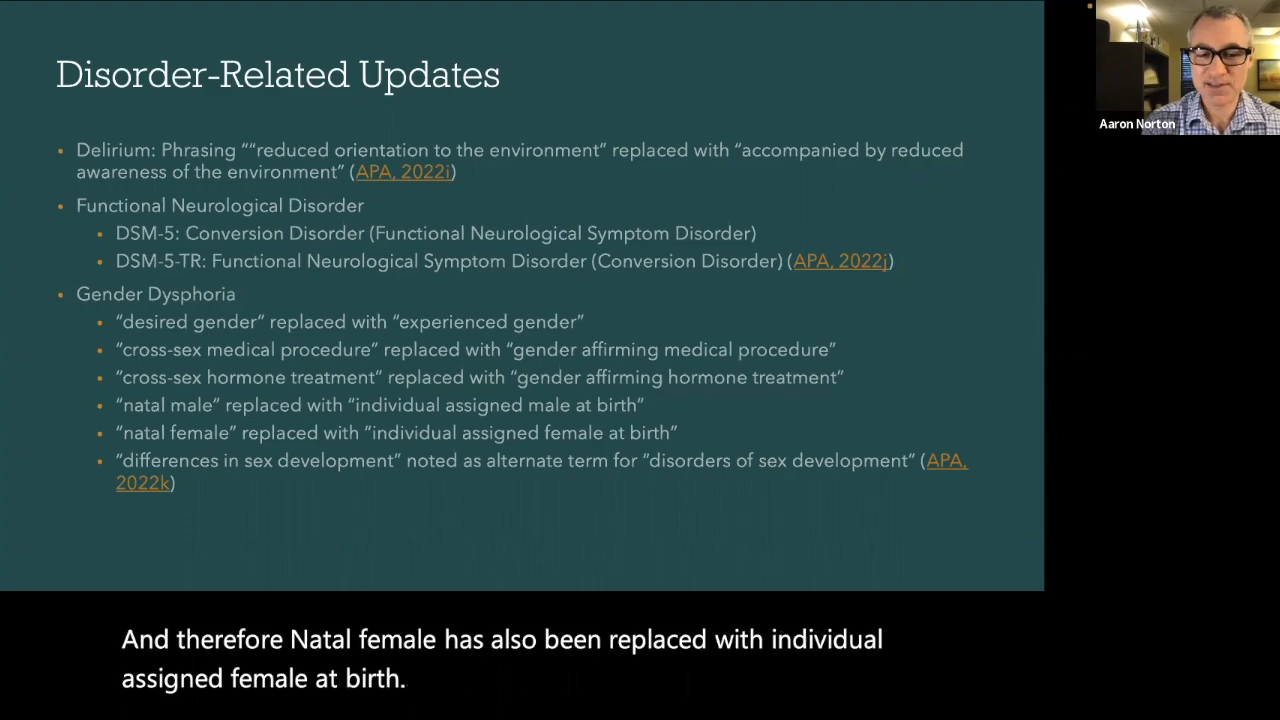 Disorder-Related Updates
Aaron Norton
• Delirium: Phrasing ““reduced orientation to the environment” replaced with “accompanied by reduced
awareness of the environment” (APA, 2022i)
• Functional Neurological Disorder
• DSM-5: Conversion Disorder (Functional Neurological Symptom Disorder)
• DSM-5-TR: Functional Neurological Symptom Disorder (Conversion Disorder) (APA, 2022j)
• Gender Dysphoria
• “desired gender” replaced with “experienced gender”
• “cross-sex medical procedure” replaced with “gender affirming medical procedure”
• “cross-sex hormone treatment” replaced with “gender affirming hormone treatment”
• “natal male” replaced with “individual assigned male at birth”
• “natal female” replaced with “individual assigned female at birth”
• “differences in sex development” noted as alternate term for “disorders of sex development” (APA,
2022k)
And therefore Natal female has also been replaced with individual
assigned female at birth.